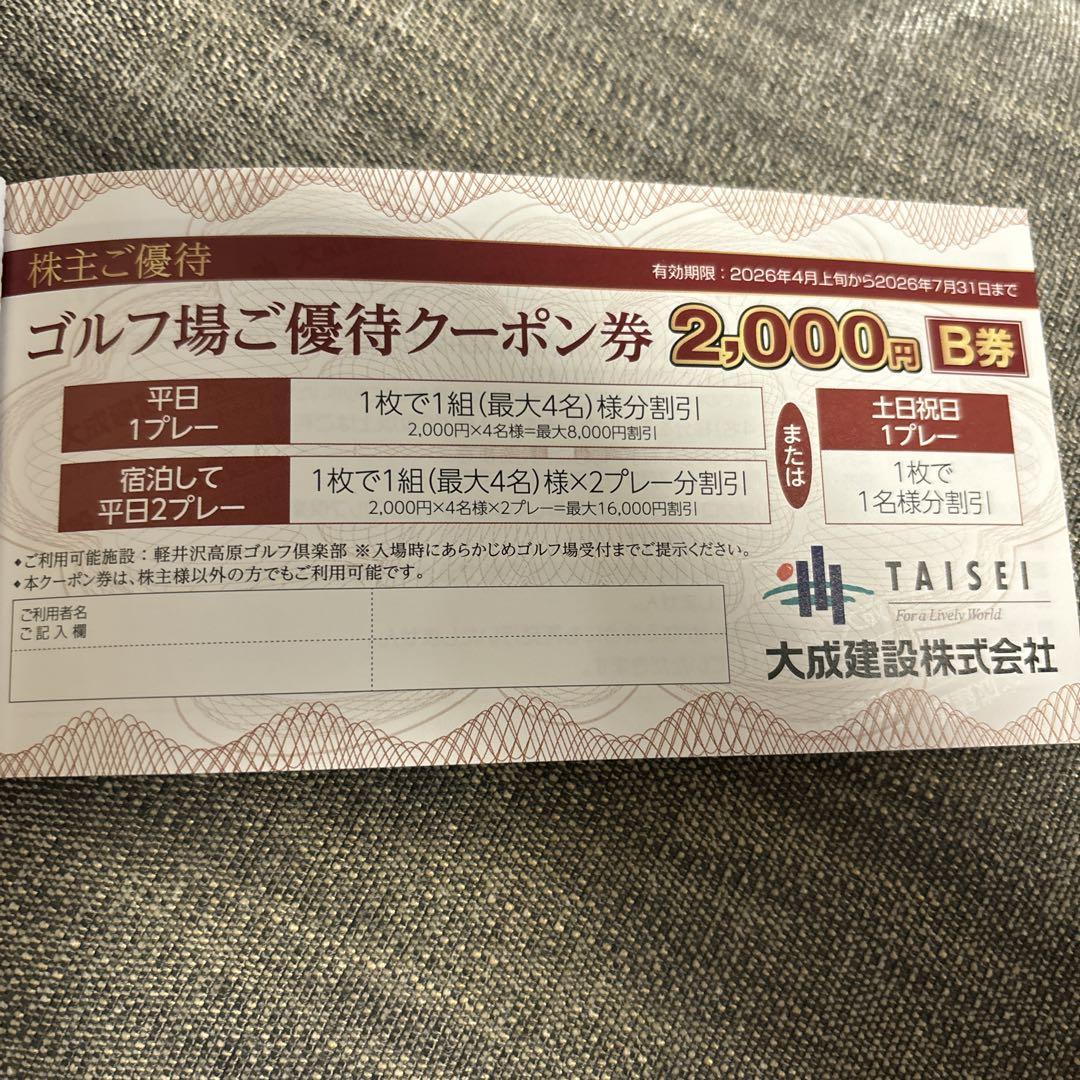 株主ご優待
有効期限：2026年4月上旬から2026年7月31日まで
ゴルフ場ご優待クーポン券 2,000円 B券
平日
1プレー
1枚で1組(最大4名)様分割引
2,000円×4名様=最大8,000円割引
宿泊して
平日2プレー
1枚で1組(最大4名)様×2プレー分割引
2,000円×4名様×2プレー=最大16,000円割引
または
土日祝日
1プレー
1枚で
1名様分割引
◆ご利用可能施設：軽井沢高原ゴルフ倶楽部 ※入場時にあらかじめゴルフ場受付までご提示ください。
◆本クーポン券は、株主様以外の方でもご利用可能です。
ご利用者名
ご記入欄
TAISEI
For a Lively World
大成建設株式会社